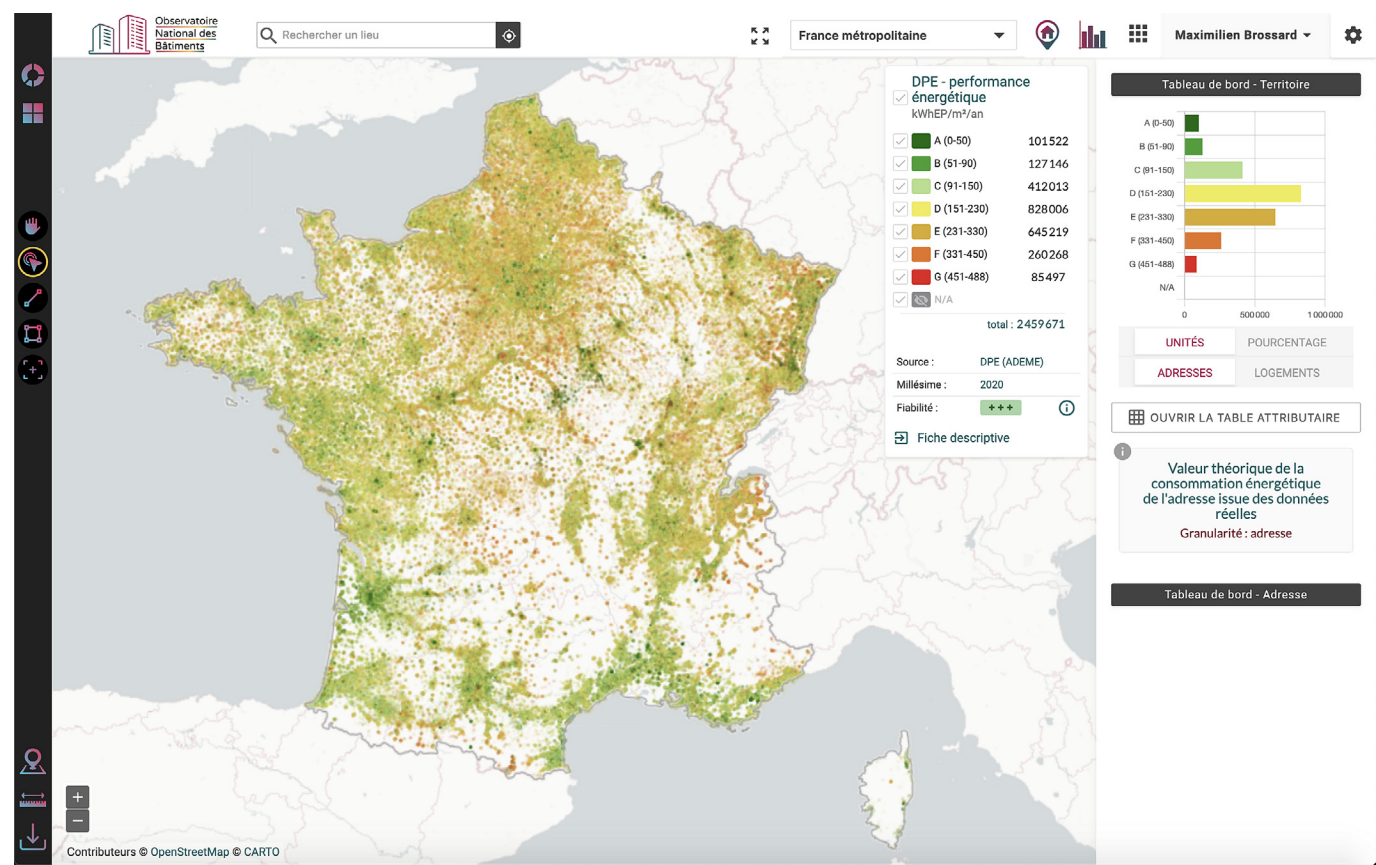 Observatoire
National des
Bâtiments
Rechercher un lieu
France métropolitaine
Maximilien Brossard
DPE - performance
énergétique
kWhEP/m²/an
A (0-50) 101522
B (51-90) 127146
C (91-150) 412013
D (151-230) 828006
E (231-330) 645219
F (331-450) 260268
G (451-488) 85497
N/A
total : 2459671
Source : DPE (ADEME)
Millésime : 2020
Fiabilité : +++
Fiche descriptive
Tableau de bord - Territoire
A (0-50)
B (51-90)
C (91-150)
D (151-230)
E (231-330)
F (331-450)
G (451-488)
N/A
0 500000 1000000
UNITÉS POURCENTAGE
ADRESSES LOGEMENTS
OUVRIR LA TABLE ATTRIBUTAIRE
Valeur théorique de la
consommation énergétique
de l'adresse issue des données
réelles
Granularité : adresse
Tableau de bord - Adresse
+
−
Contributeurs © OpenStreetMap © CARTO